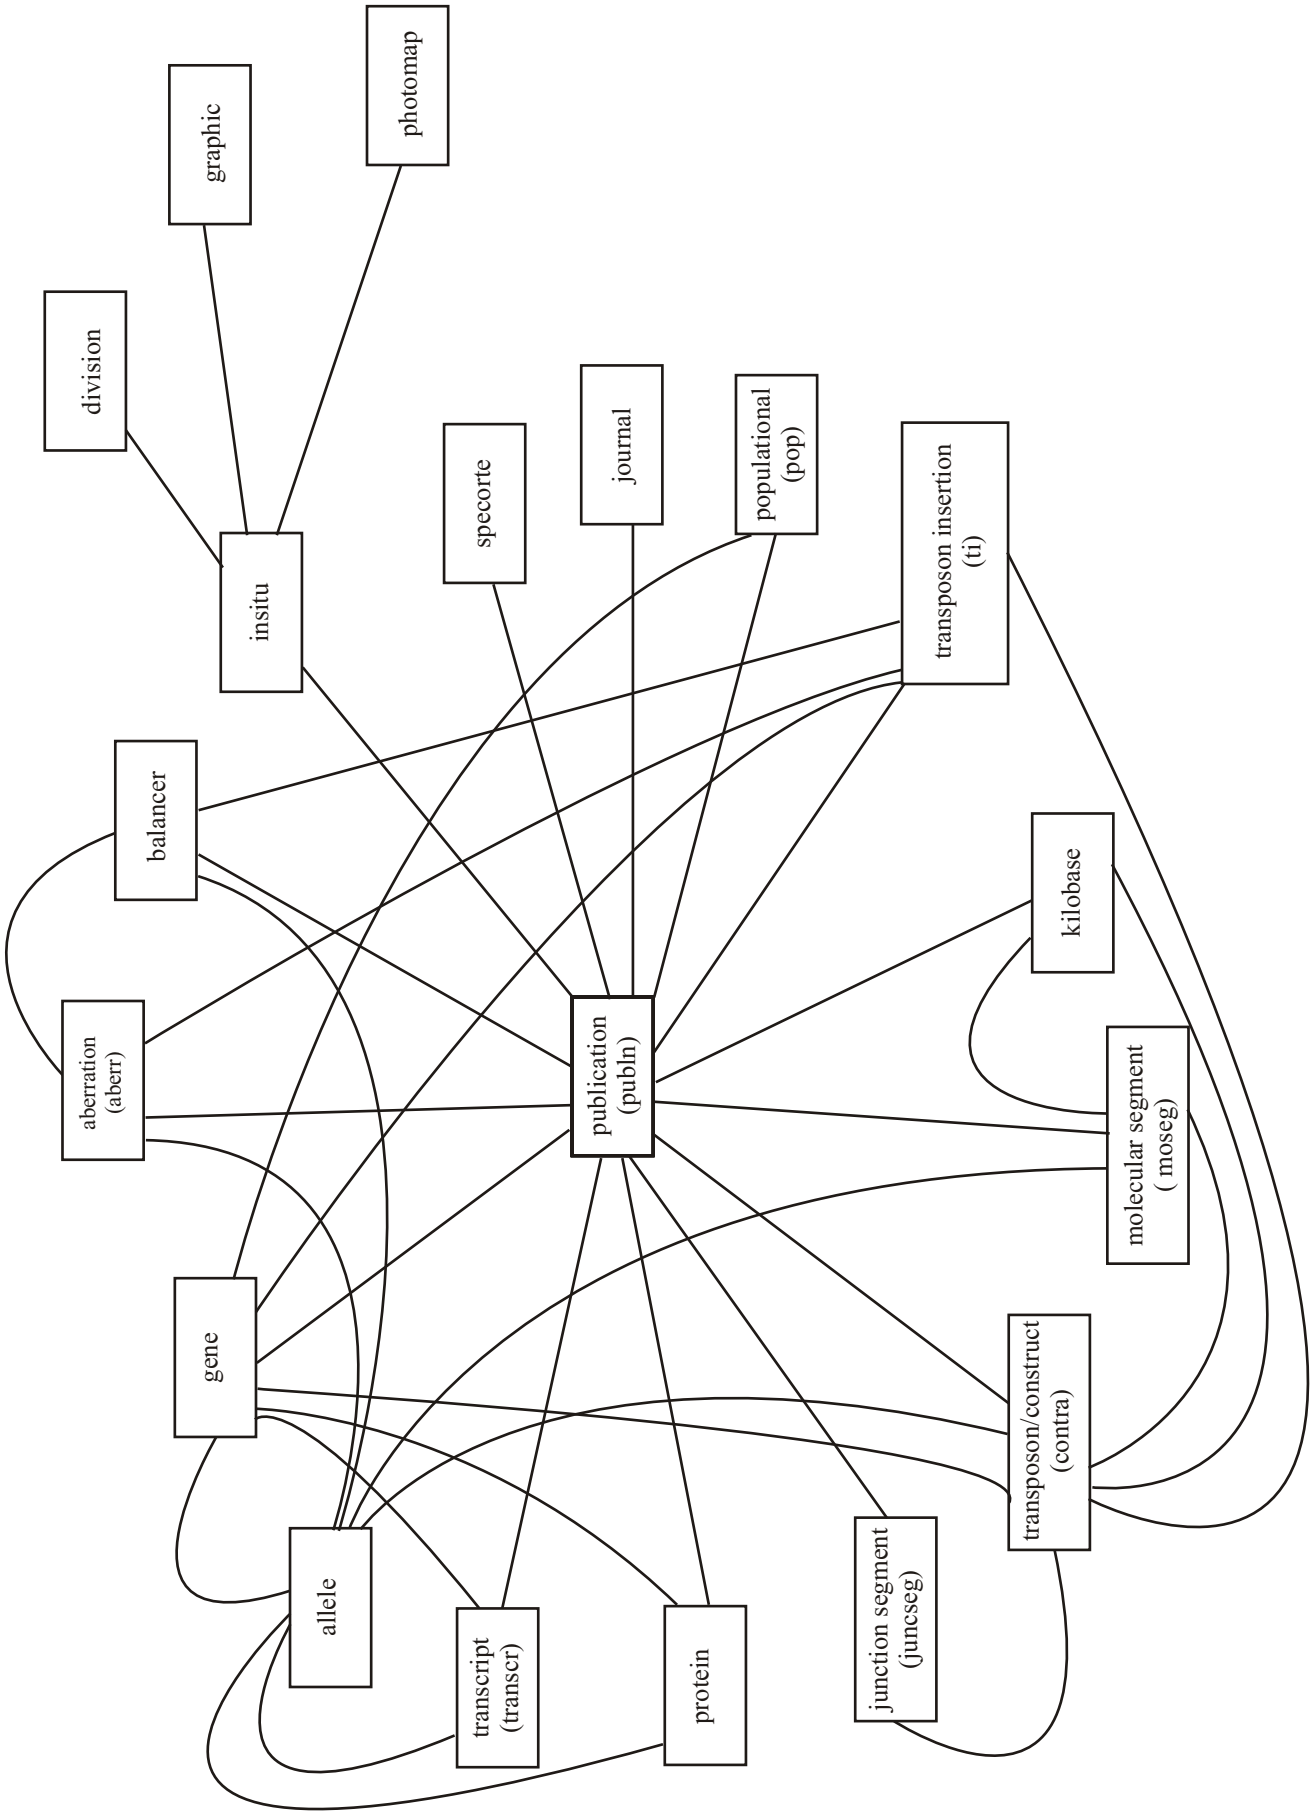 photomap
graphic
division
insitu
specorte
journal
populational
(pop)
transposon insertion
(ti)
balancer
kilobase
aberration
(aberr)
publication
(publn)
molecular segment
( moseg)
gene
transposon/construct
(contra)
allele
transcript
(transcr)
protein
junction segment
(juncseg)